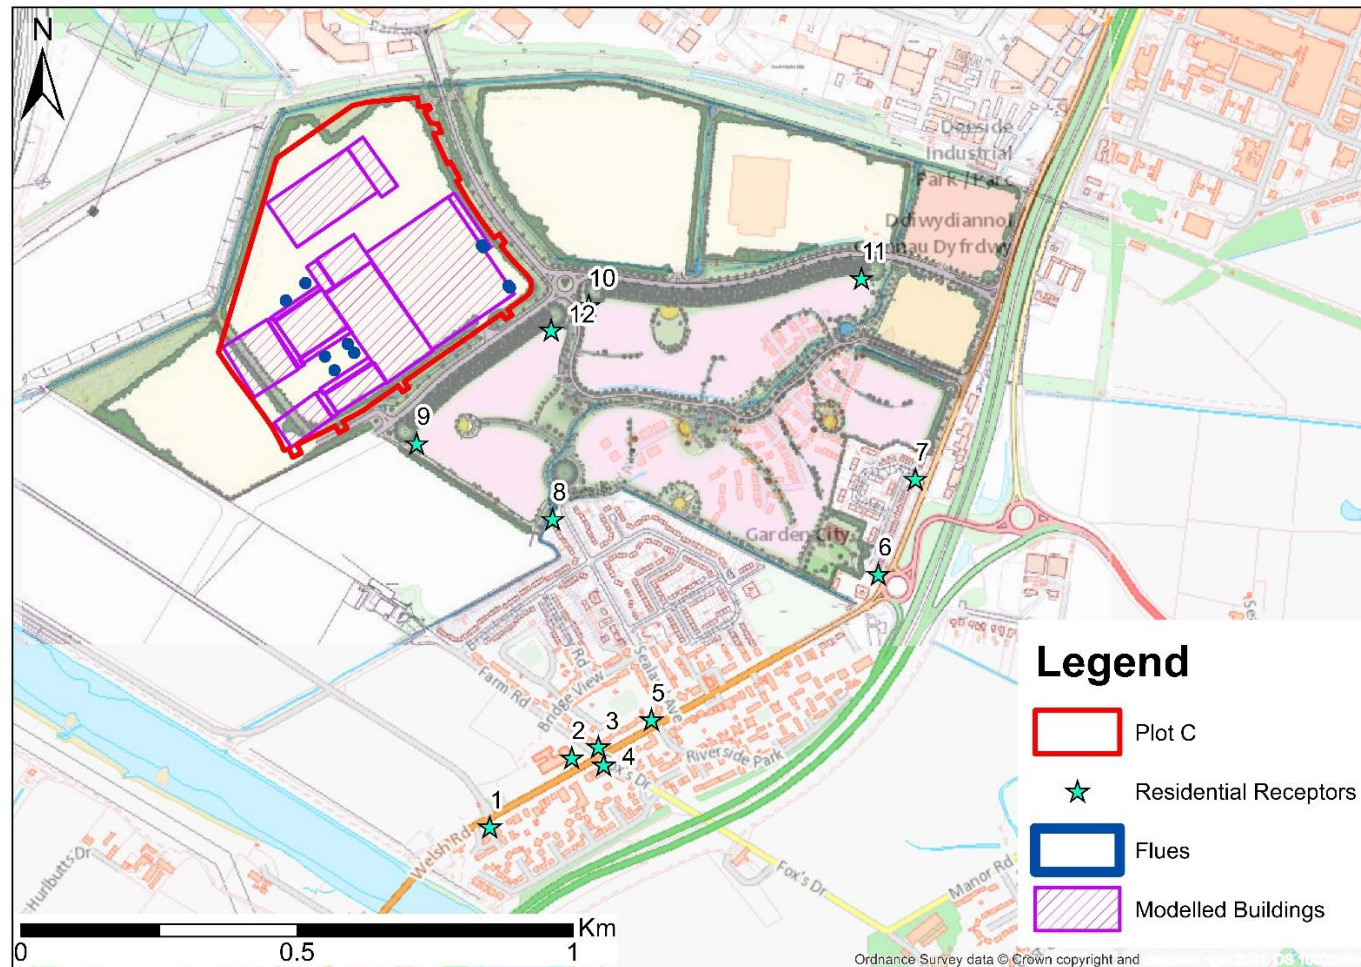 N
Deeside
Industrial
Park / Parc
Ddiwydiannol
Glannau Dyfrdwy
11
10
12
9
7
8
Garden City
6
Farm Rd
Bridge View
Rd
Ave
5
3
2
4
Riverside Park
Fox's Dr
1
Welsh Rd
Fox's Dr
Manor Rd
Hurlbutts Dr
Legend
Plot C
Residential Receptors
Flues
Modelled Buildings
Km
0
0.5
1
Ordnance Survey data © Crown copyright and